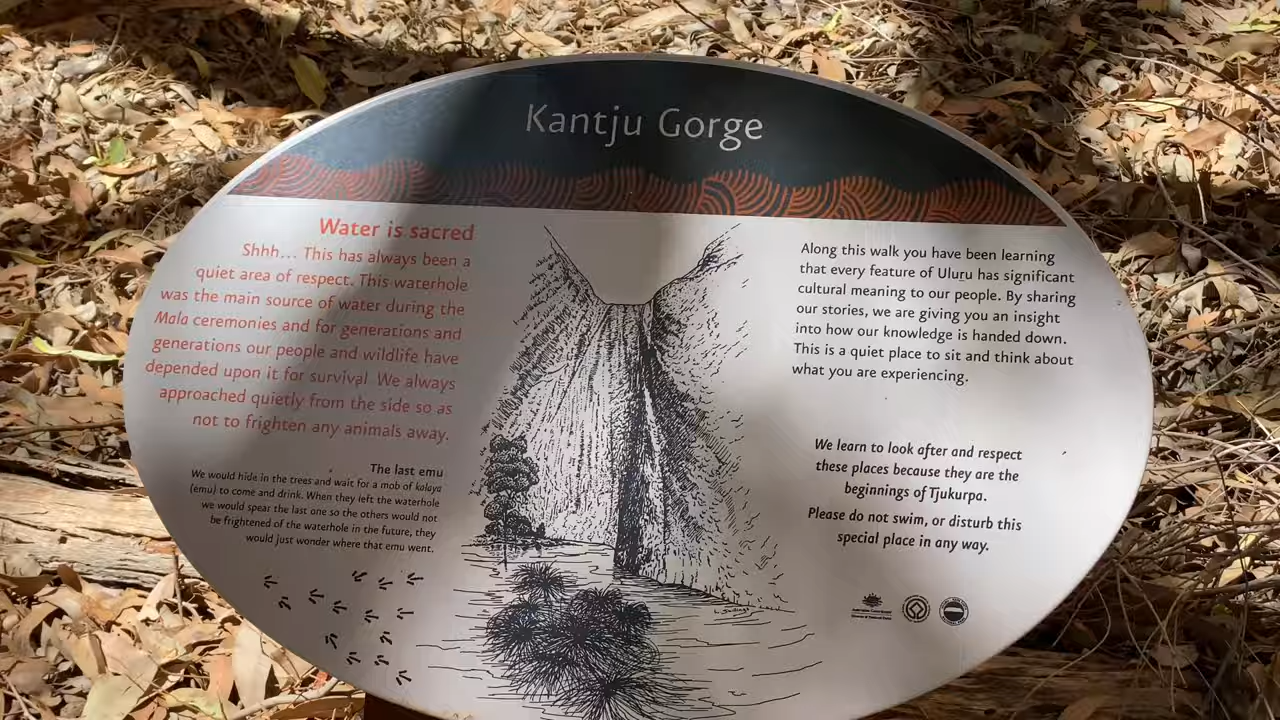 Kantju Gorge
Water is sacred
Shhh... This has always been a
quiet area of respect. This waterhole
was the main source of water during the
Mala ceremonies and for generations and
generations our people and wildlife have
depended upon it for survival. We always
approached quietly from the side so as
not to frighten any animals away.
The last emu
We would hide in the trees and wait for a mob of kalaya
(emu) to come and drink. When they left the waterhole
we would spear the last one so the others would not
be frightened of the waterhole in the future, they
would just wonder where that emu went.
Along this walk you have been learning
that every feature of Uluṟu has significant
cultural meaning to our people. By sharing
our stories, we are giving you an insight
into how our knowledge is handed down.
This is a quiet place to sit and think about
what you are experiencing.
We learn to look after and respect
these places because they are the
beginnings of Tjukurpa.
Please do not swim, or disturb this
special place in any way.